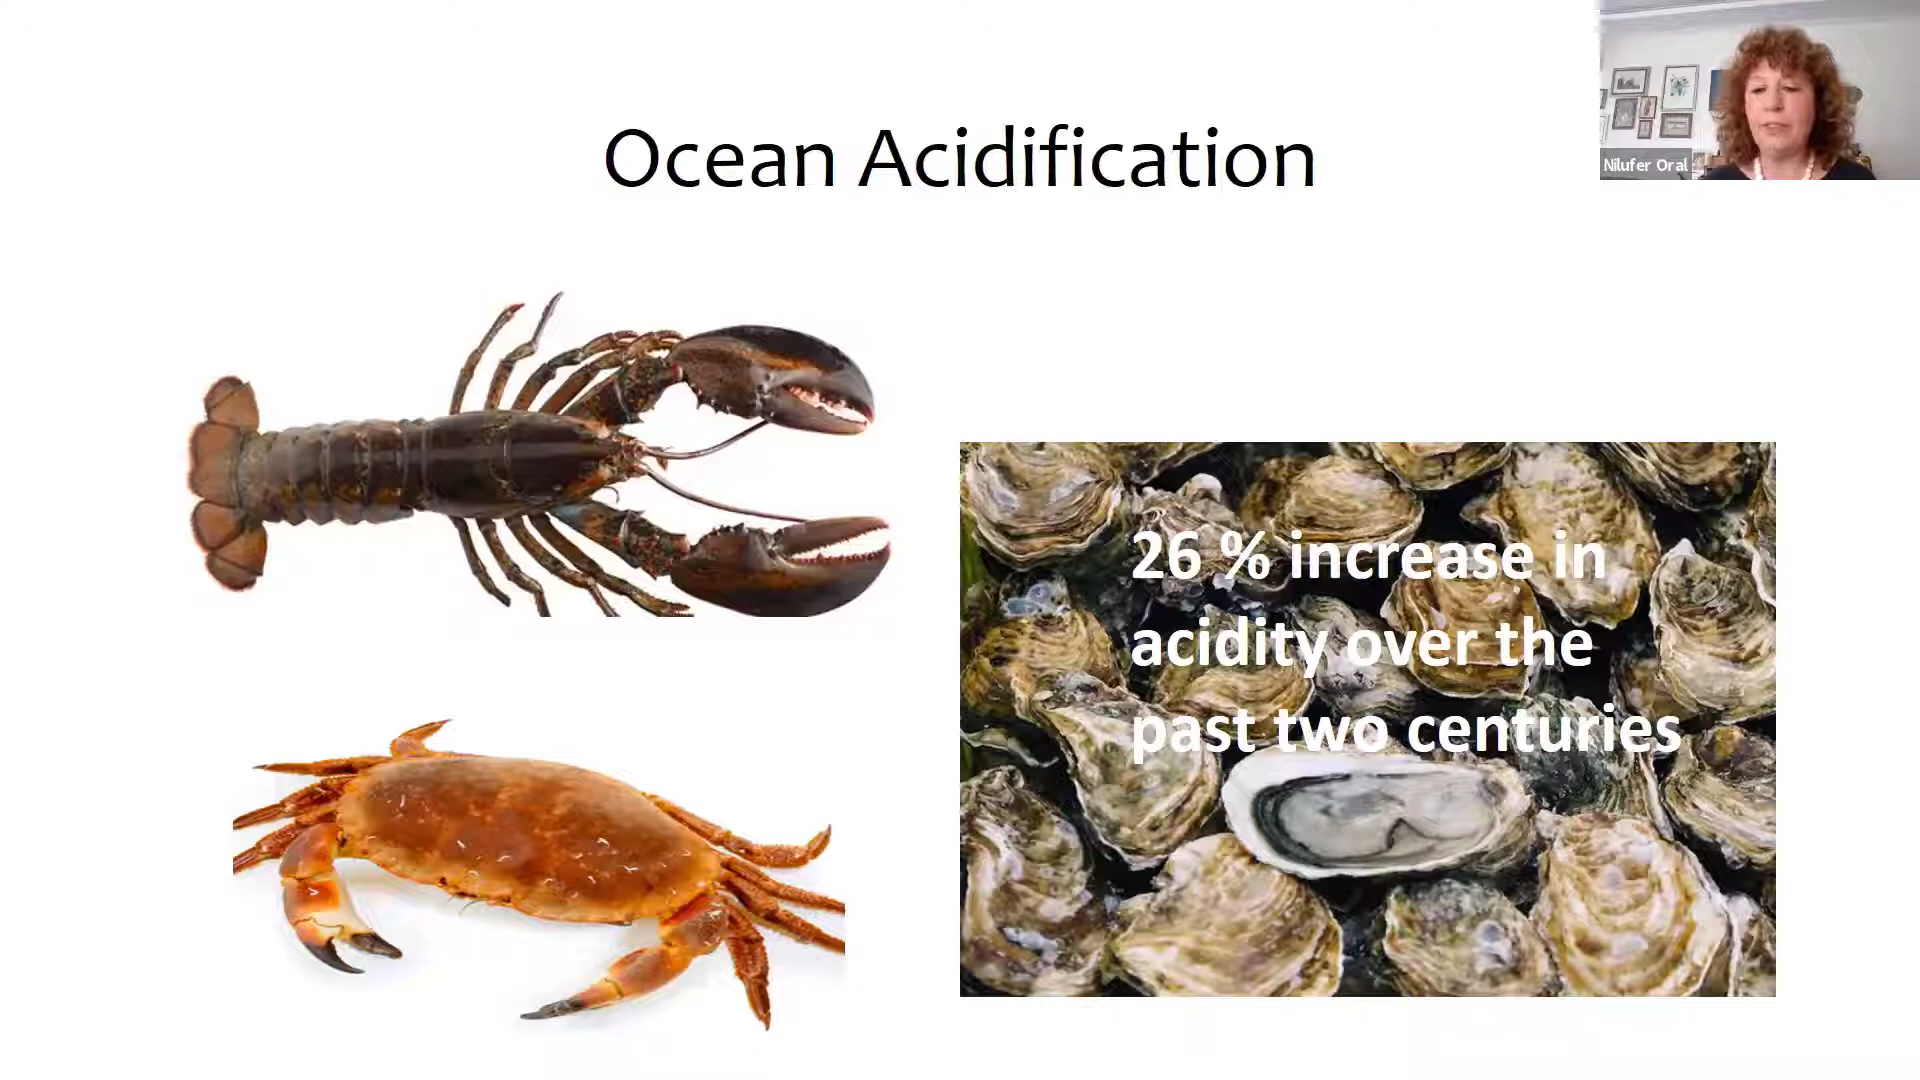 Ocean Acidification
Nilufer Oral
26 % increase in
acidity over the
past two centuries